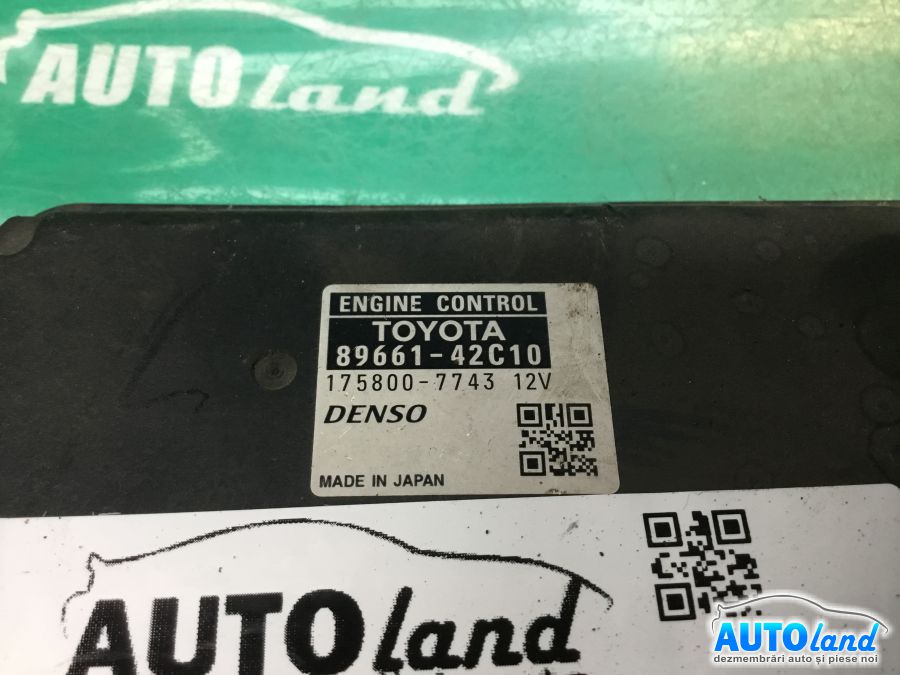 AUTOland
ENGINE CONTROL
TOYOTA
89661-42C10
175800-7743 12V
DENSO
MADE IN JAPAN
AUTOland
AUTOland
dezmembrări auto și piese noi